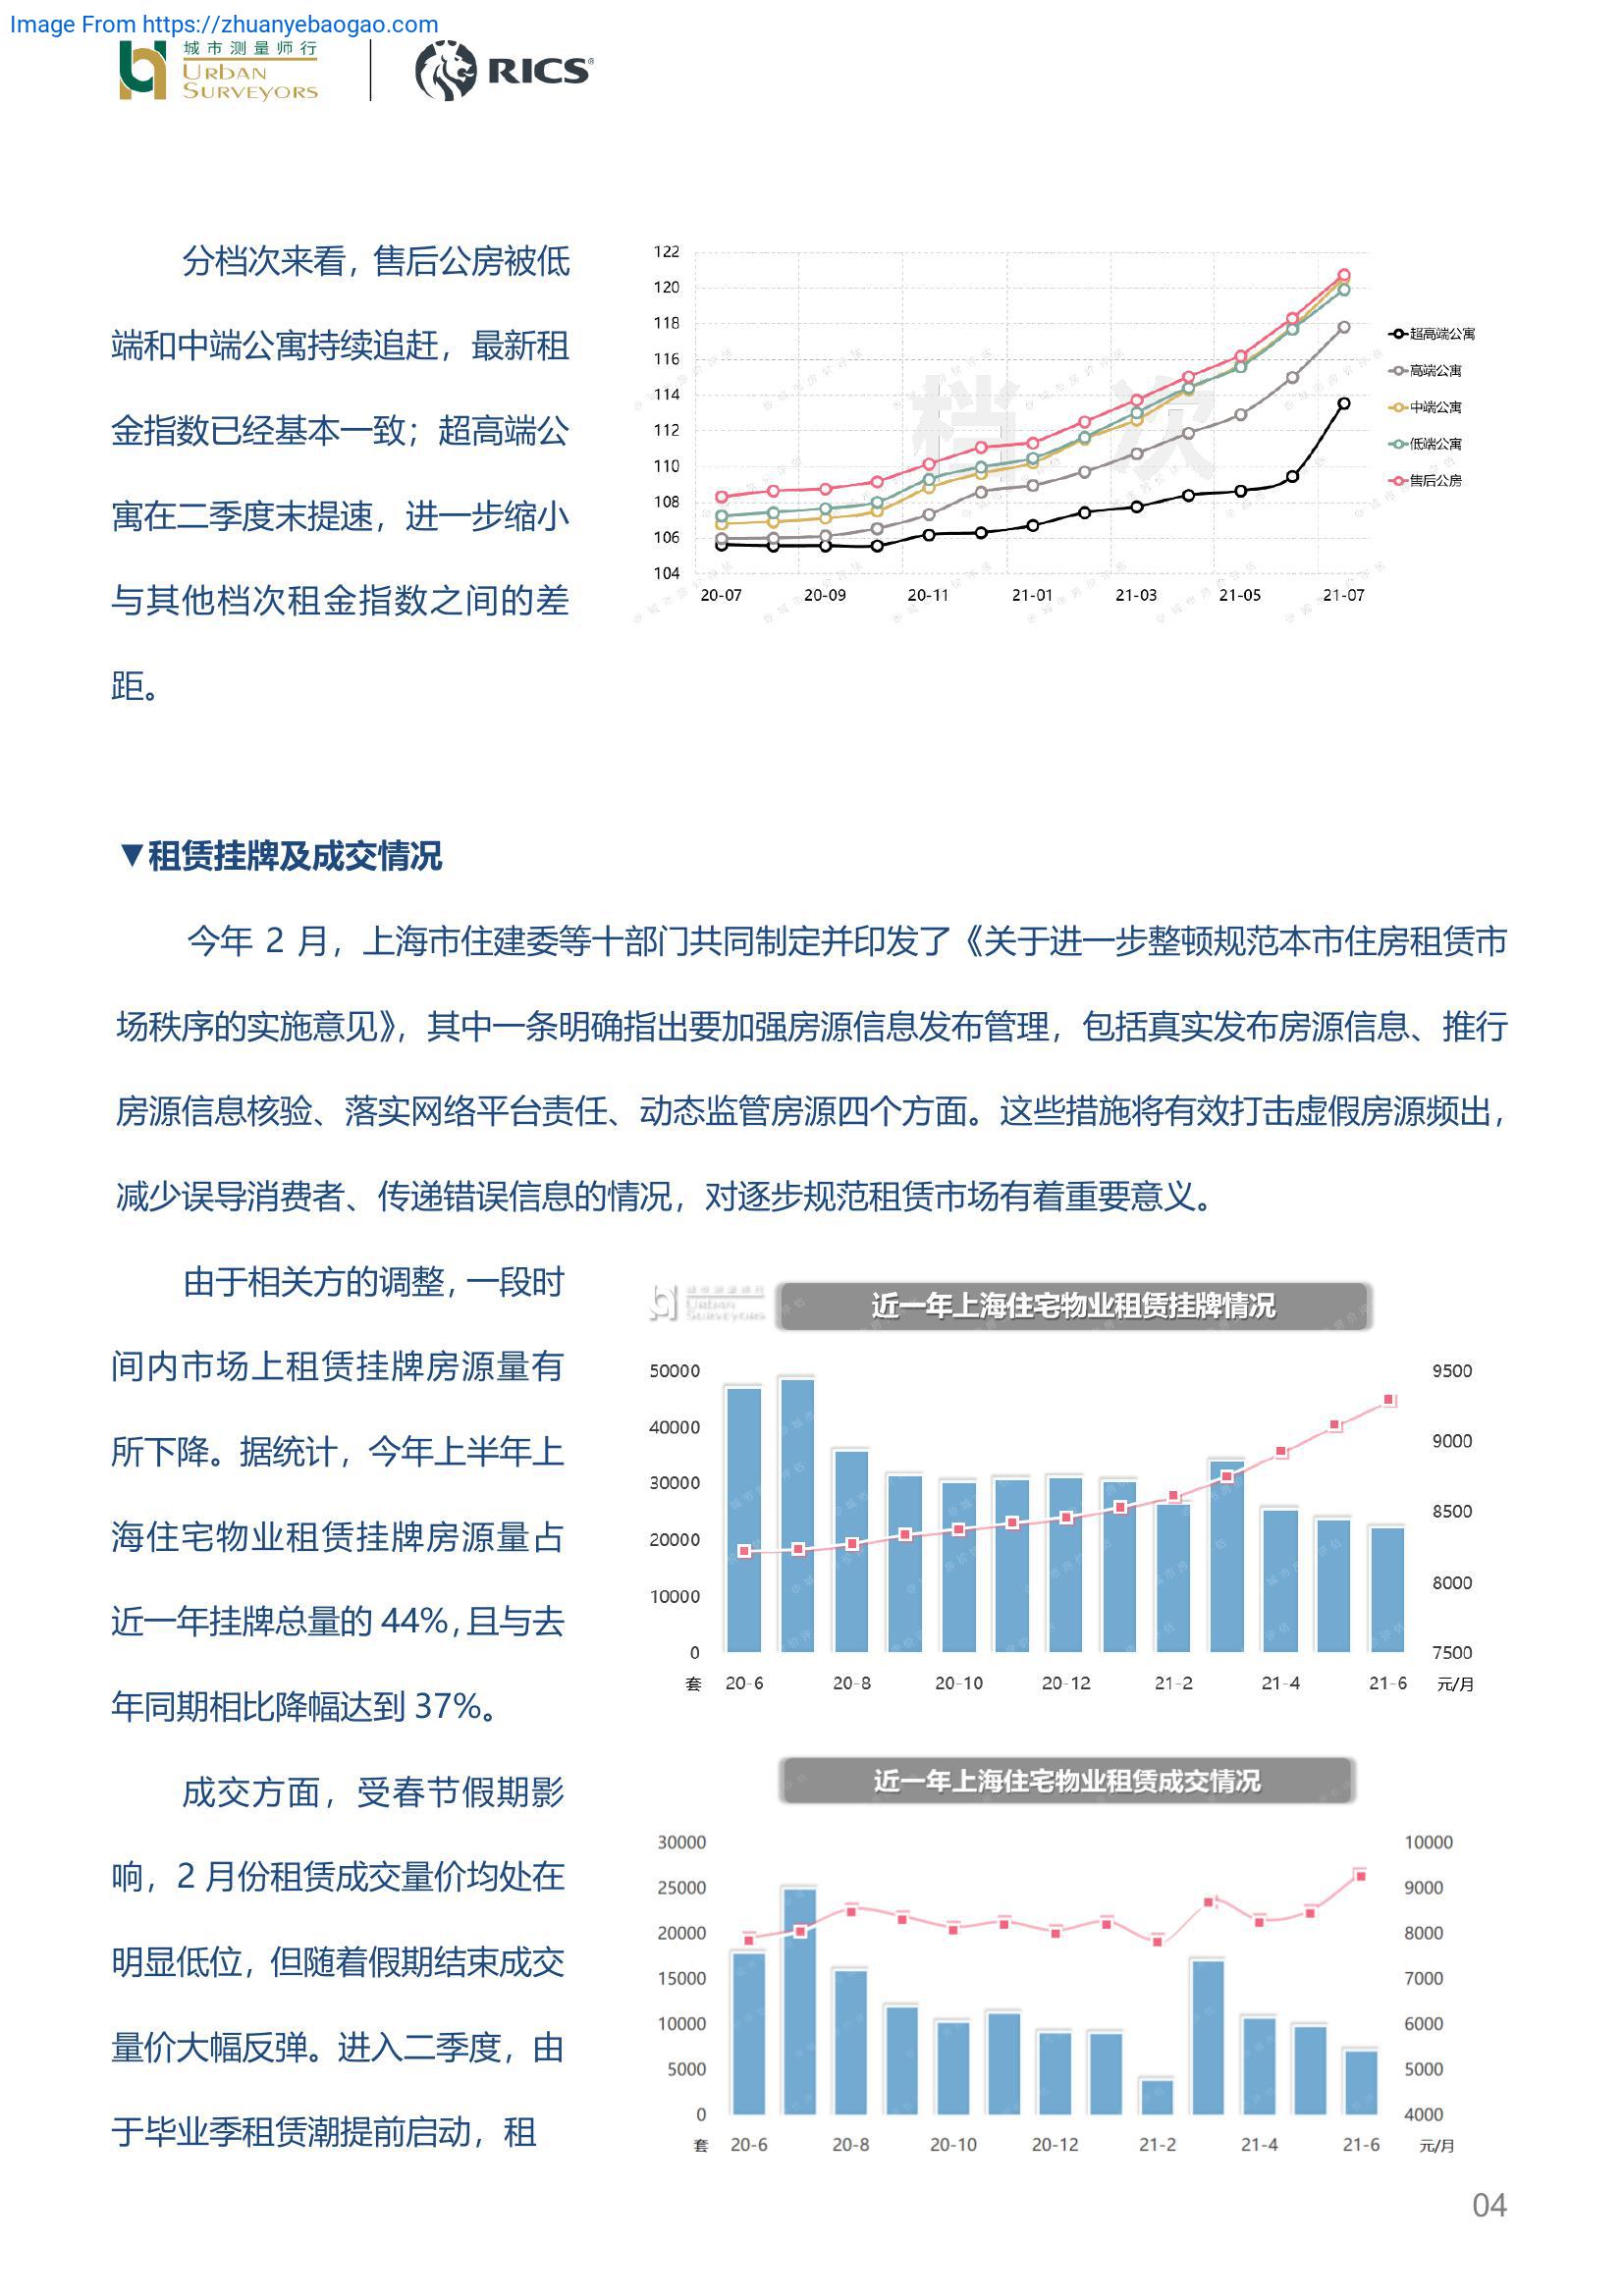 Image From https://zhuanyebaogao.com
城市测量师行
URBAN
SURVEYORS
RICS®
分档次来看，售后公房被低
端和中端公寓持续追赶，最新租
金指数已经基本一致；超高端公
寓在二季度末提速，进一步缩小
与其他档次租金指数之间的差
距。
122
120
118
116
114
112
110
108
106
104
20-07 20-09 20-11 21-01 21-03 21-05 21-07
档 次
超高端公寓
高端公寓
中端公寓
低端公寓
售后公房
▼租赁挂牌及成交情况
今年 2 月，上海市住建委等十部门共同制定并印发了《关于进一步整顿规范本市住房租赁市
场秩序的实施意见》，其中一条明确指出要加强房源信息发布管理，包括真实发布房源信息、推行
房源信息核验、落实网络平台责任、动态监管房源四个方面。这些措施将有效打击虚假房源频出，
减少误导消费者、传递错误信息的情况，对逐步规范租赁市场有着重要意义。
由于相关方的调整，一段时
间内市场上租赁挂牌房源量有
所下降。据统计，今年上半年上
海住宅物业租赁挂牌房源量占
近一年挂牌总量的 44%，且与去
年同期相比降幅达到 37%。
成交方面，受春节假期影
响，2 月份租赁成交量价均处在
明显低位，但随着假期结束成交
量价大幅反弹。进入二季度，由
于毕业季租赁潮提前启动，租
城市测量师行
URBAN
SURVEYORS
近一年上海住宅物业租赁挂牌情况
50000
40000
30000
20000
10000
0
9500
9000
8500
8000
7500
套 20-6 20-8 20-10 20-12 21-2 21-4 21-6 元/月
近一年上海住宅物业租赁成交情况
30000
25000
20000
15000
10000
5000
0
10000
9000
8000
7000
6000
5000
4000
套 20-6 20-8 20-10 20-12 21-2 21-4 21-6 元/月
04